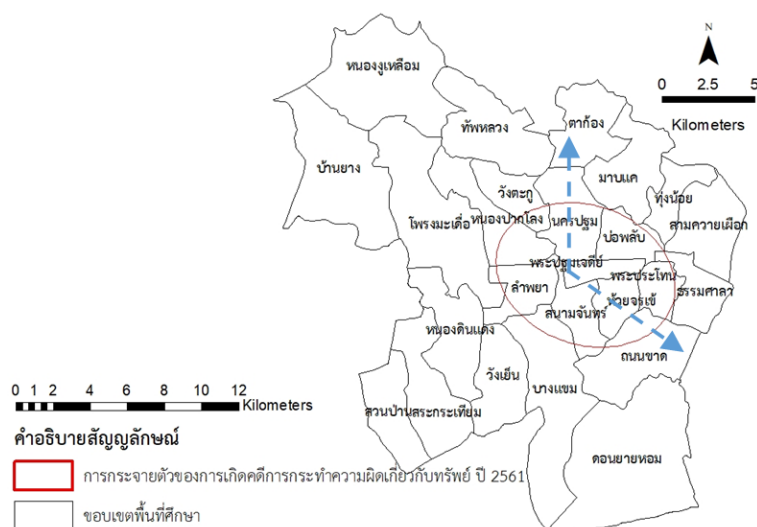 N
หนองงูเหลือม
0 2.5 5
ตาก้อง
ทัพหลวง
Kilometers
บ้านยาง
มาบแค
วังตะกู
ทุ่งน้อย
โพรงมะเดื่อ
หนองปากโลง
นครปฐม
สามควายเผือก
บ่อพลับ
พระปฐมเจดีย์
พระประโทน
ลำพยา
ห้วยจรเข้
ธรรมศาลา
สนามจันทร์
หนองดินแดง
ถนนขาด
วังเย็น
บางแขม
0 1 2 4 6 8 10 12
Kilometers
สวนป่าน
สระกระเทียม
คำอธิบายสัญญลักษณ์
ดอนยายหอม
การกระจายตัวของการเกิดคดีการกระทำความผิดเกี่ยวกับทรัพย์ ปี 2561
ขอบเขตพื้นที่ศึกษา